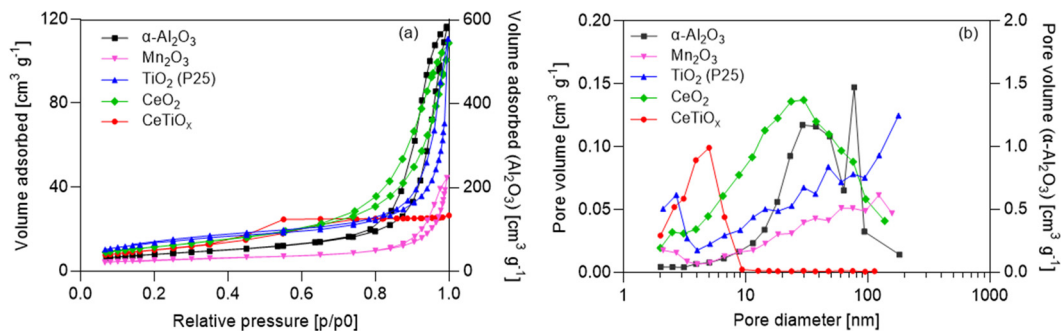 (a)
Volume adsorbed [cm³ g⁻¹]
120
80
40
0
α-Al2O3
Mn2O3
TiO2 (P25)
CeO2
CeTiOx
600
400
200
0
Volume adsorbed (Al2O3) [cm³ g⁻¹]
0.0 0.2 0.4 0.6 0.8 1.0
Relative pressure [p/p0]
(b)
Pore volume [cm³ g⁻¹]
0.20
0.15
0.10
0.05
0.00
α-Al2O3
Mn2O3
TiO2 (P25)
CeO2
CeTiOx
2.0
1.5
1.0
0.5
0.0
Pore volume (α-Al2O3) [cm³ g⁻¹]
1 10 100 1000
Pore diameter [nm]